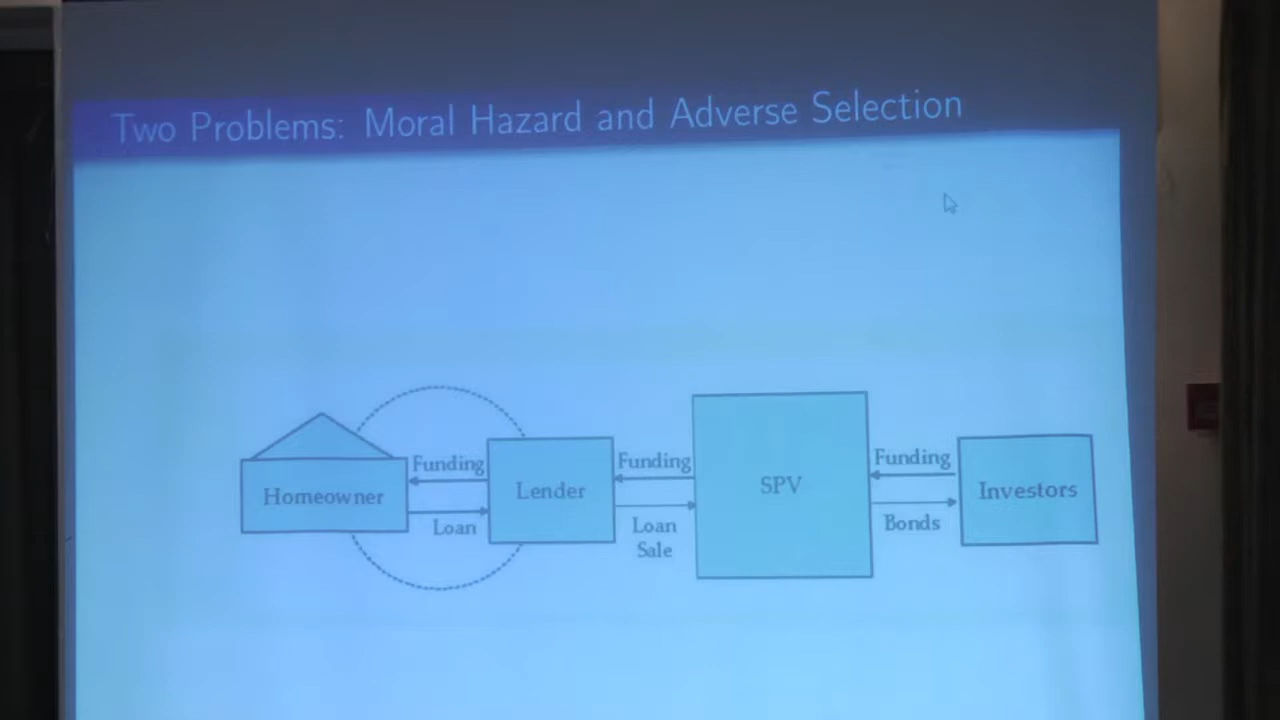 Two Problems: Moral Hazard and Adverse Selection
Homeowner
Funding
Loan
Lender
Funding
Loan
Sale
SPV
Funding
Bonds
Investors